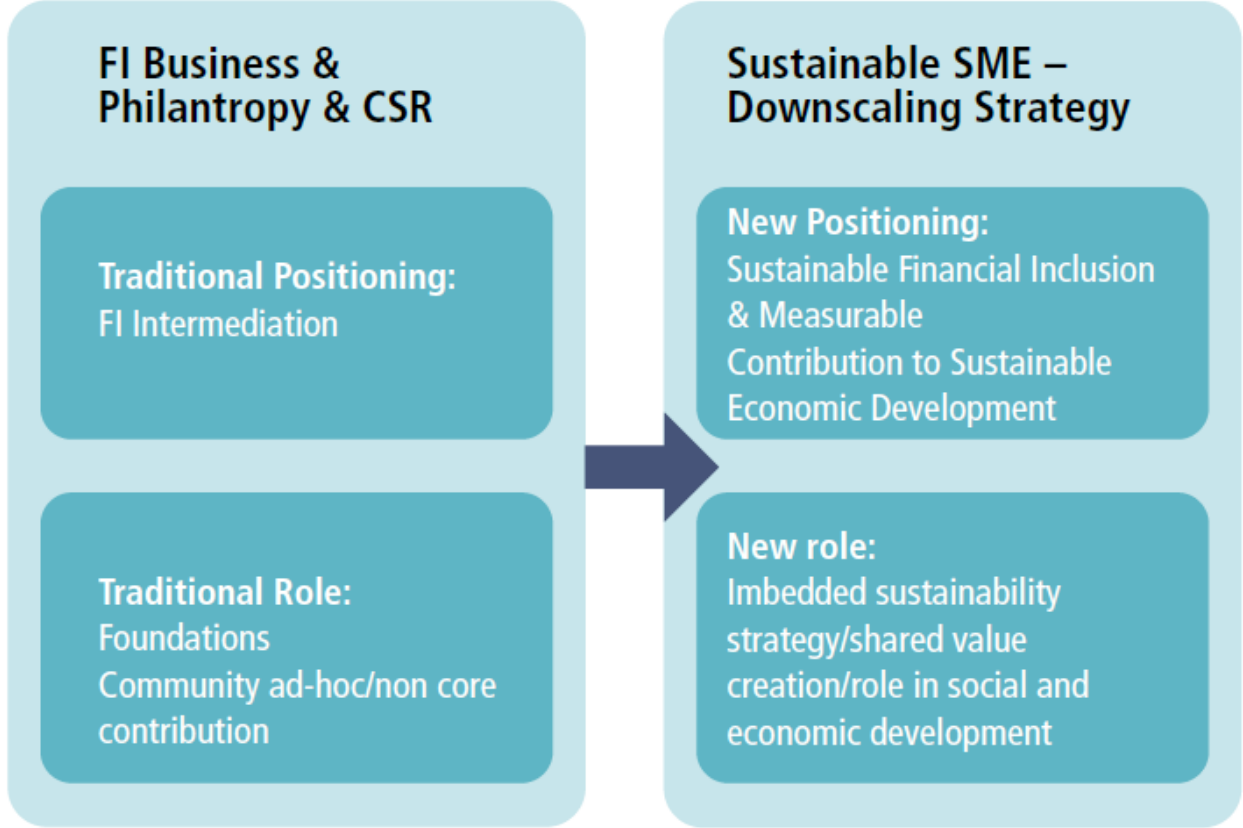 FI Business &
Philantropy & CSR
Traditional Positioning:
FI Intermediation
Traditional Role:
Foundations
Community ad-hoc/non core
contribution
Sustainable SME –
Downscaling Strategy
New Positioning:
Sustainable Financial Inclusion
& Measurable
Contribution to Sustainable
Economic Development
New role:
Imbedded sustainability
strategy/shared value
creation/role in social and
economic development